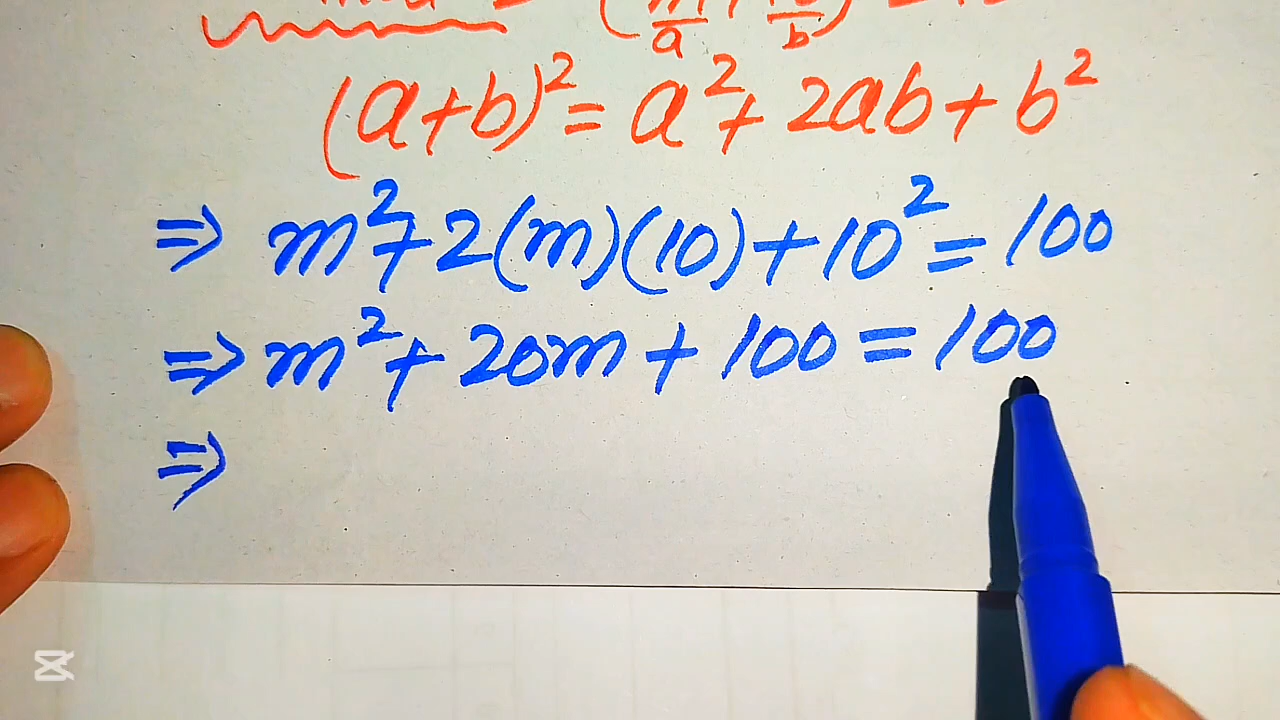 a b
(a+b)²= a²+ 2ab+ b²
⇒ m²+2(m)(10)+10²=100
⇒ m²+ 20m + 100 = 100
⇒